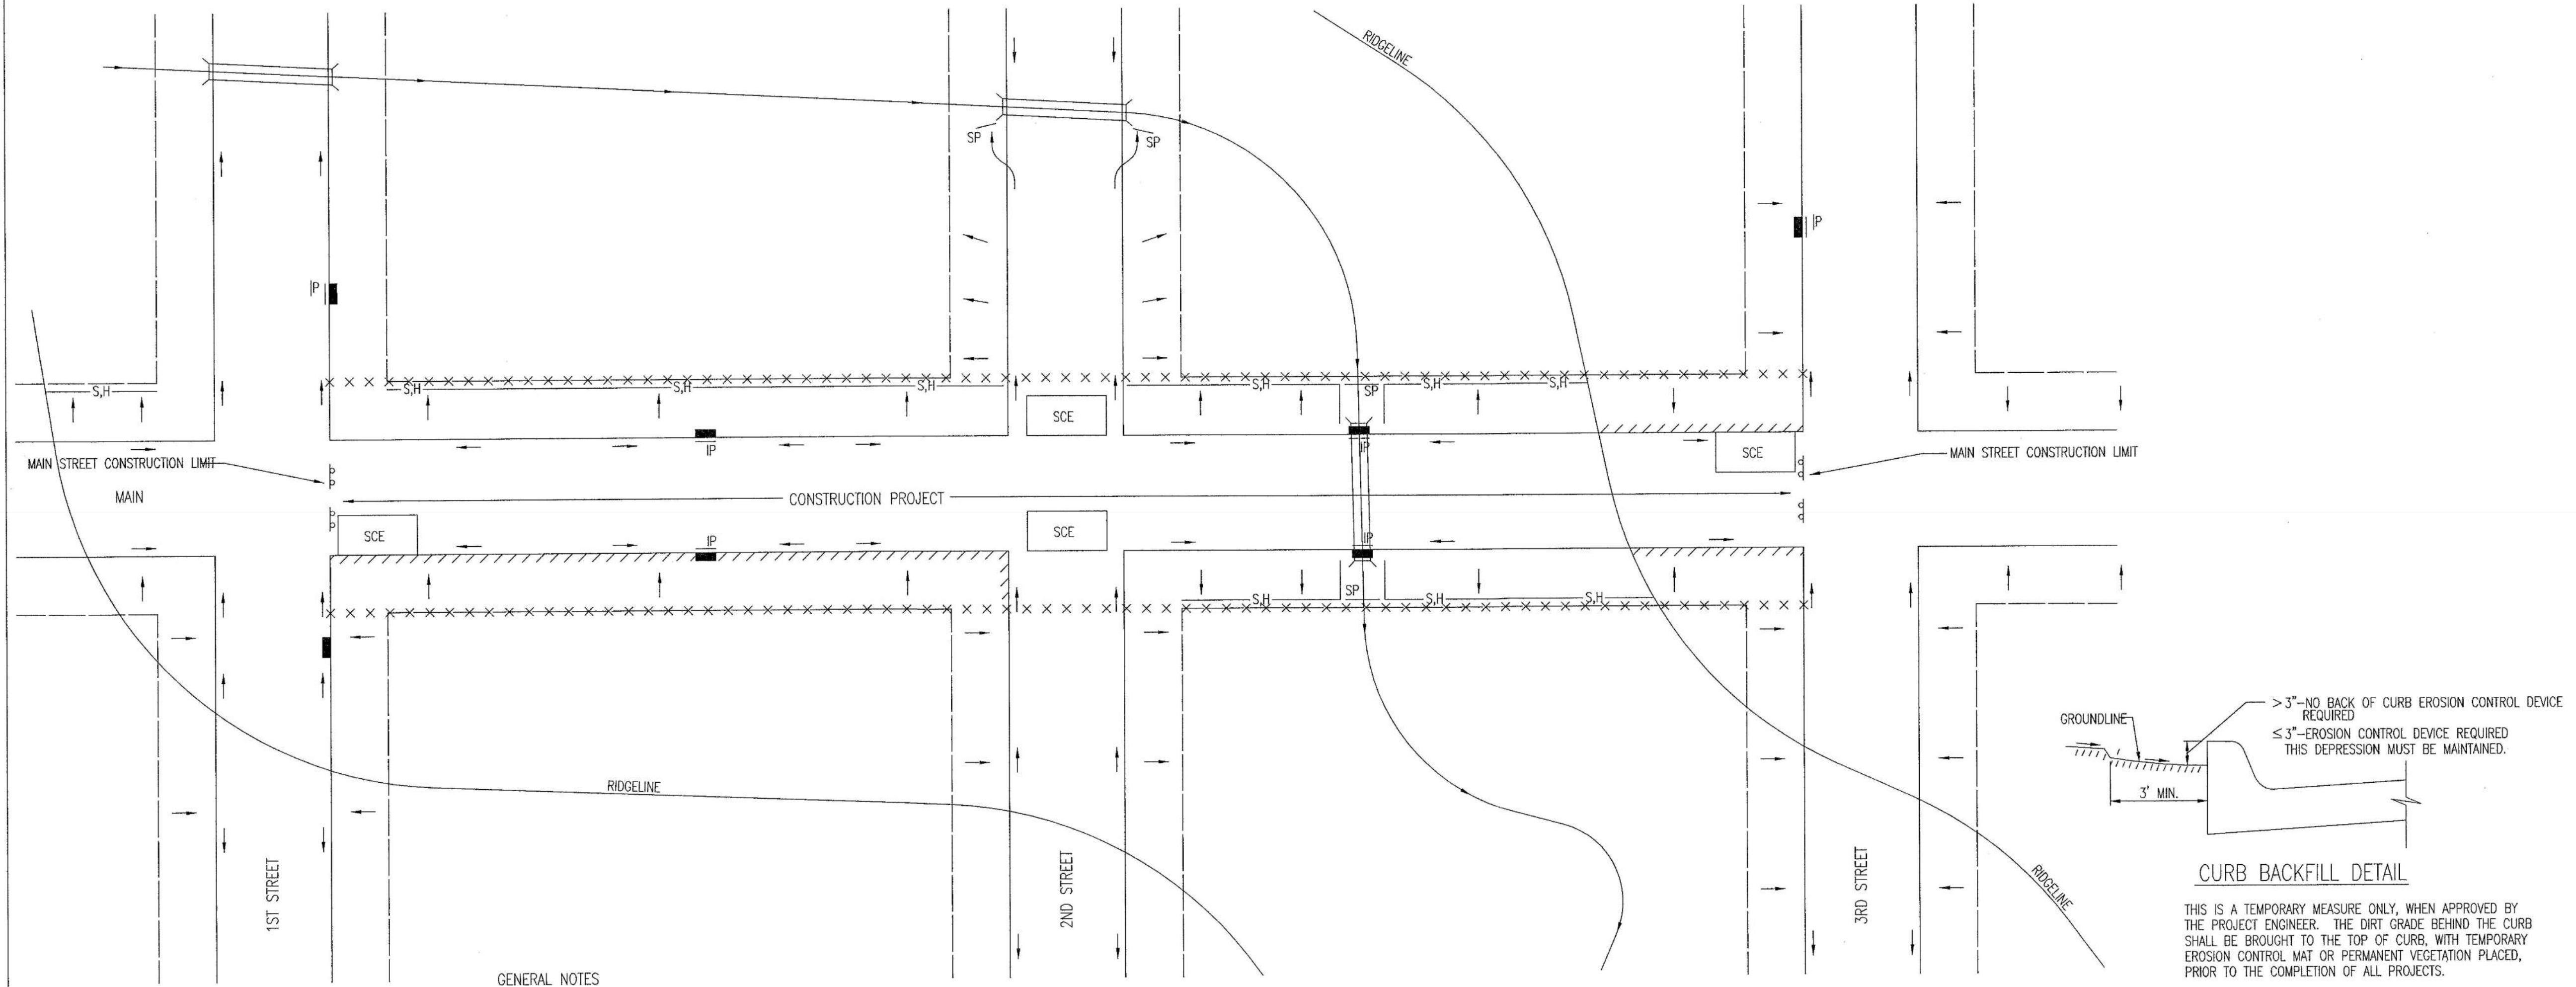 RIDGELINE
SP
SP
IP
IP
S,H
S,H
S,H
S,H
S,H
SP
S,H
S,H
SCE
IP
IP
SCE
MAIN STREET CONSTRUCTION LIMIT
MAIN STREET CONSTRUCTION LIMIT
MAIN
CONSTRUCTION PROJECT
SCE
SCE
IP
IP
S,H
SP
S,H
S,H
RIDGELINE
1ST STREET
2ND STREET
3RD STREET
RIDGELINE
GROUNDLINE
>3"-NO BACK OF CURB EROSION CONTROL DEVICE
REQUIRED
≤3"-EROSION CONTROL DEVICE REQUIRED
THIS DEPRESSION MUST BE MAINTAINED.
3' MIN.
CURB BACKFILL DETAIL
THIS IS A TEMPORARY MEASURE ONLY, WHEN APPROVED BY
THE PROJECT ENGINEER. THE DIRT GRADE BEHIND THE CURB
SHALL BE BROUGHT TO THE TOP OF CURB, WITH TEMPORARY
EROSION CONTROL MAT OR PERMANENT VEGETATION PLACED,
PRIOR TO THE COMPLETION OF ALL PROJECTS.
GENERAL NOTES